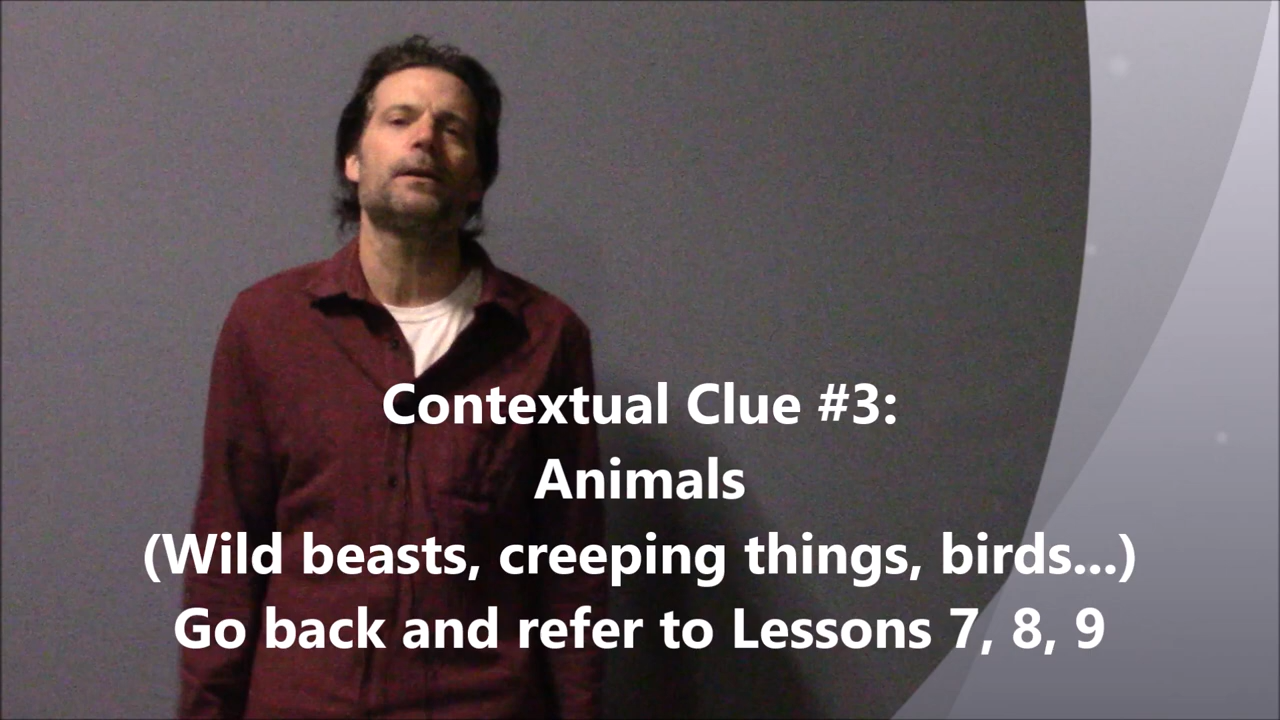 Contextual Clue #3:
Animals
(Wild beasts, creeping things, birds...)
Go back and refer to Lessons 7, 8, 9